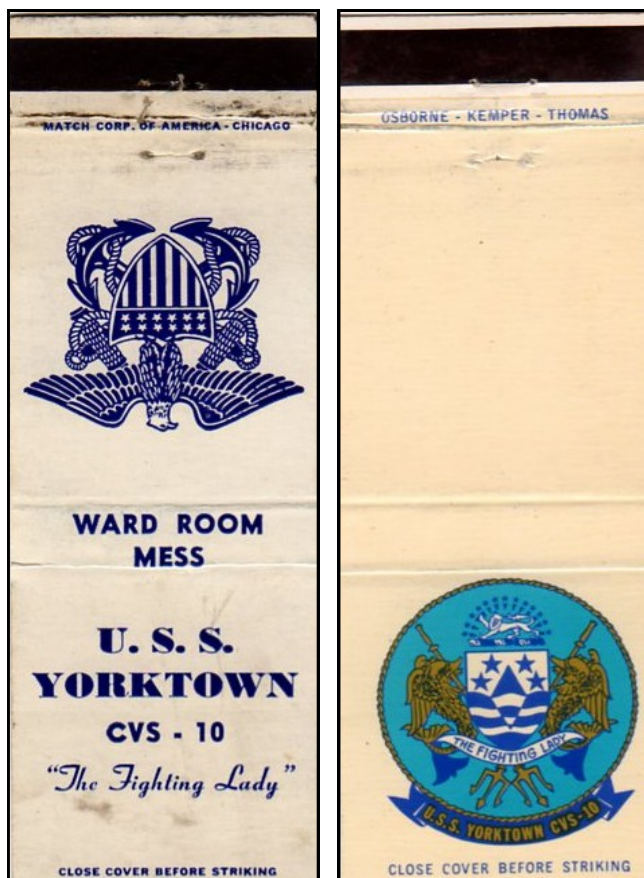 MATCH CORP. OF AMERICA - CHICAGO
WARD ROOM
MESS
U. S. S.
YORKTOWN
CVS - 10
"The Fighting Lady"
CLOSE COVER BEFORE STRIKING
OSBORNE - KEMPER - THOMAS
THE FIGHTING LADY
U.S.S. YORKTOWN CVS-10
CLOSE COVER BEFORE STRIKING